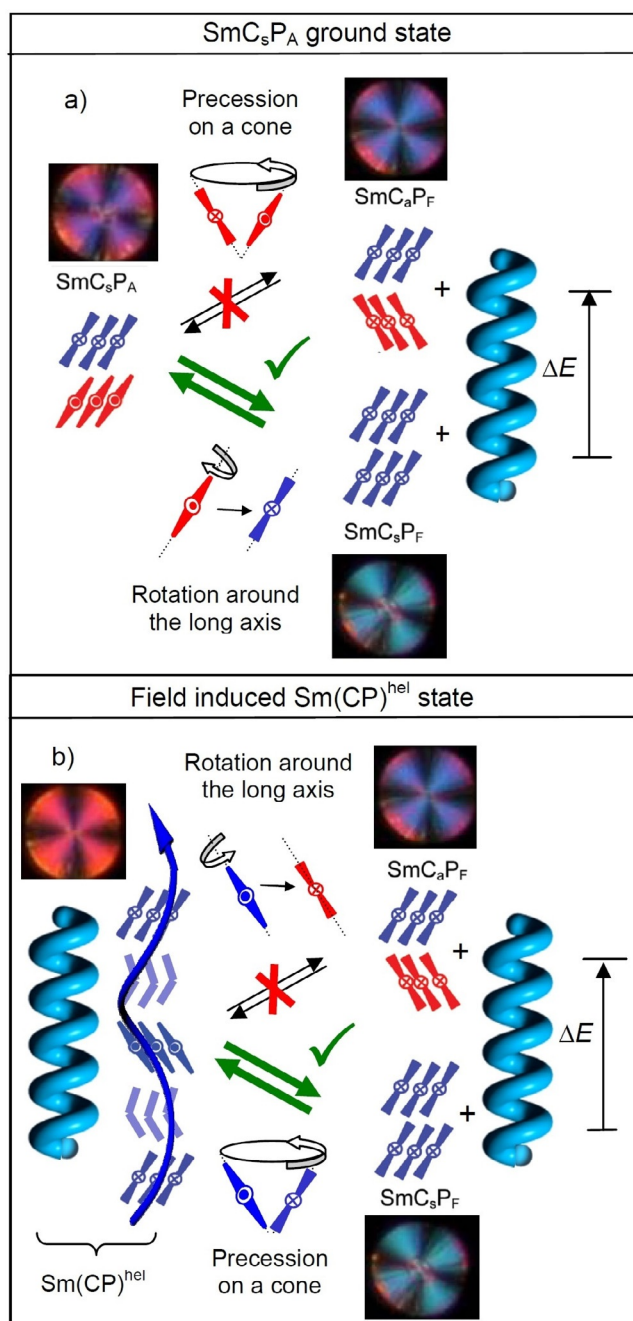 SmCsPA ground state
a)
Precession
on a cone
SmCsPA
SmCaPF
+
ΔE
+
SmCsPF
Rotation around
the long axis
Field induced Sm(CP)hel state
b)
Rotation around
the long axis
SmCaPF
+
ΔE
+
SmCsPF
Precession
on a cone
Sm(CP)hel